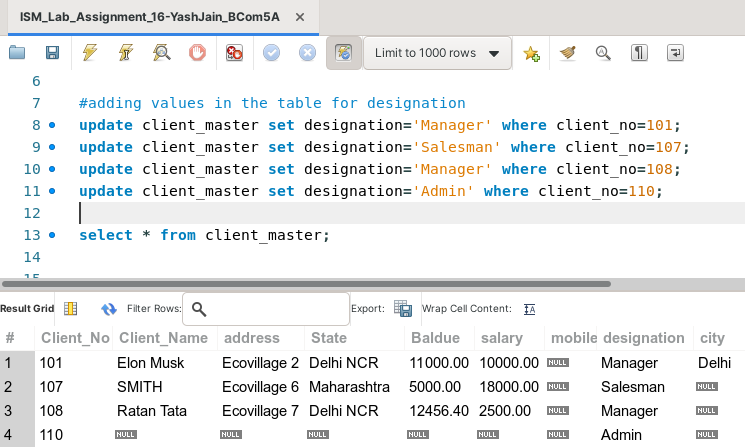 ISM_Lab_Assignment_16-YashJain_BCom5A ×
Limit to 1000 rows
6
7 #adding values in the table for designation
8 update client_master set designation='Manager' where client_no=101;
9 update client_master set designation='Salesman' where client_no=107;
10 update client_master set designation='Manager' where client_no=108;
11 update client_master set designation='Admin' where client_no=110;
12
13 select * from client_master;
14
15
Result Grid Filter Rows: Export: Wrap Cell Content:
# Client_No Client_Name address State Baldue salary mobile designation city
1 101 Elon Musk Ecovillage 2 Delhi NCR 11000.00 10000.00 NULL Manager Delhi
2 107 SMITH Ecovillage 6 Maharashtra 5000.00 18000.00 NULL Salesman NULL
3 108 Ratan Tata Ecovillage 7 Delhi NCR 12456.40 2500.00 NULL Manager NULL
4 110 NULL NULL NULL NULL NULL NULL Admin NULL